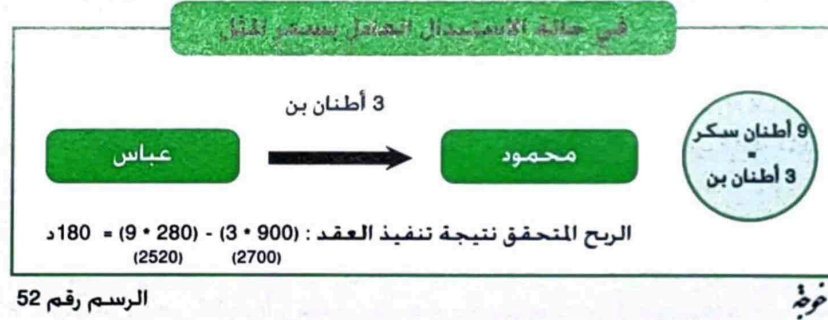 في حالة الاستبدال العادل بسعر المثل
3 أطنان بن
عباس
محمود
9 أطنان سكر
=
3 أطنان بن
الربح المتحقق نتيجة تنفيذ العقد : (900 * 3) - (280 * 9) = 180د
(2700) (2520)
الرسم رقم 52